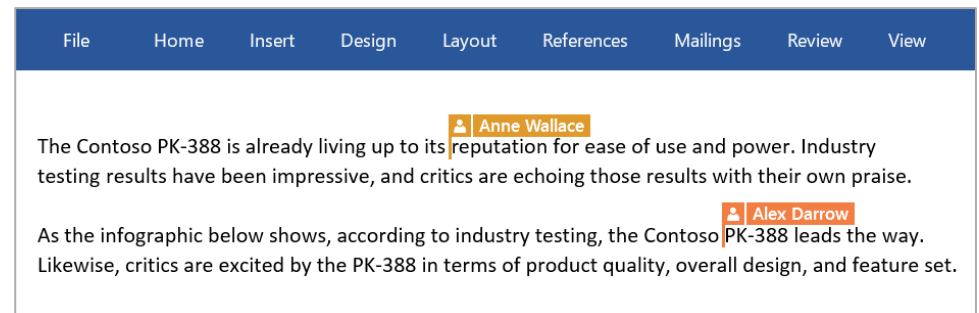 File Home Insert Design Layout References Mailings Review View
Anne Wallace
The Contoso PK-388 is already living up to its reputation for ease of use and power. Industry
testing results have been impressive, and critics are echoing those results with their own praise.
Alex Darrow
As the infographic below shows, according to industry testing, the Contoso PK-388 leads the way.
Likewise, critics are excited by the PK-388 in terms of product quality, overall design, and feature set.